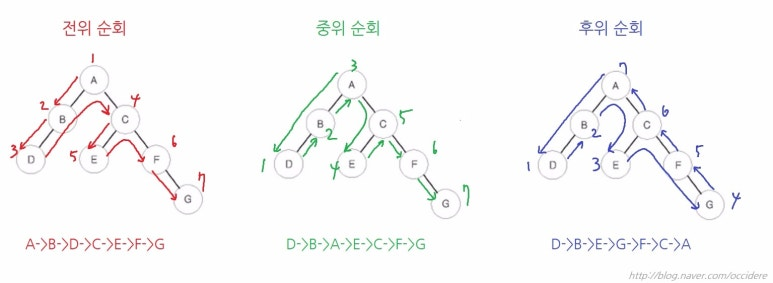 전위 순회
1
A
2
B
4
C
3
D
5
E
6
F
7
G
A->B->D->C->E->F->G
중위 순회
3
A
B
2
5
C
1
D
4
E
6
F
7
G
D->B->A->E->C->F->G
후위 순회
7
A
B
2
6
C
1
D
3
E
5
F
4
G
D->B->E->G->F->C->A
http://blog.naver.com/occidere